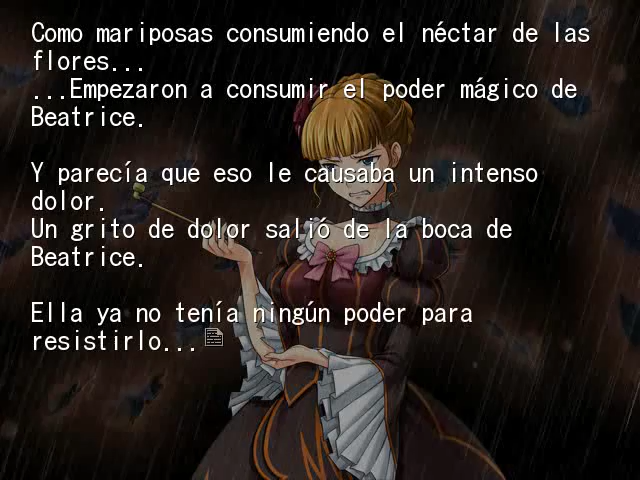 Como mariposas consumiendo el néctar de las
flores...
...Empezaron a consumir el poder mágico de
Beatrice.
Y parecía que eso le causaba un intenso
dolor.
Un grito de dolor salió de la boca de
Beatrice.
Ella ya no tenía ningún poder para
resistirlo...